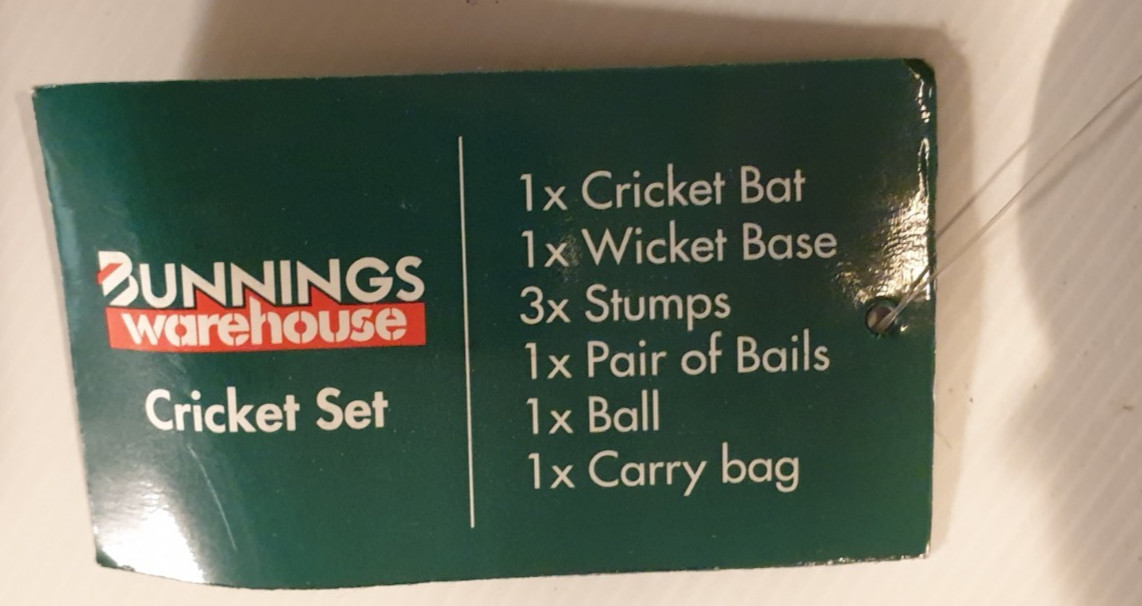 BUNNINGS
warehouse
Cricket Set
1x Cricket Bat
1x Wicket Base
3x Stumps
1x Pair of Bails
1x Ball
1x Carry bag